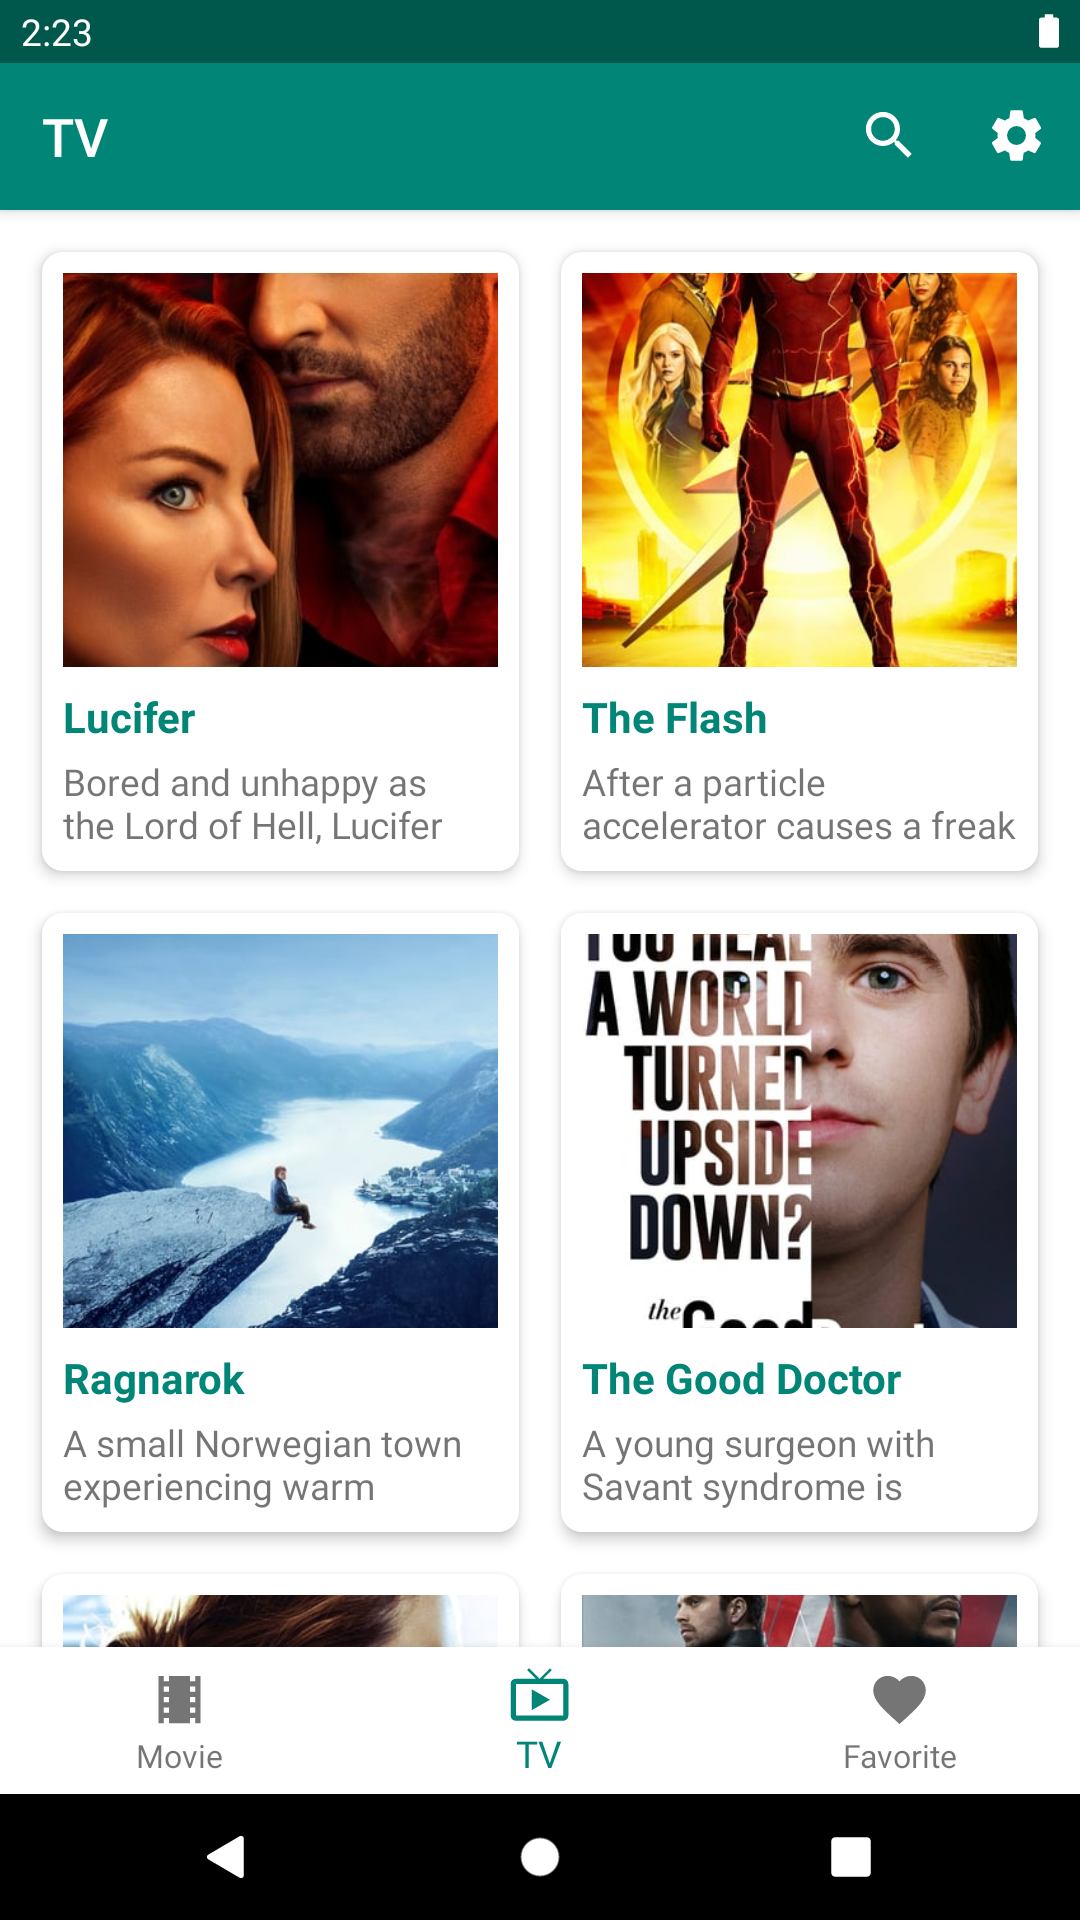 2:23
TV
Lucifer
Bored and unhappy as
the Lord of Hell, Lucifer
The Flash
After a particle
accelerator causes a freak
A WORLD
TURNED
UPSIDE
DOWN?
the Good
Ragnarok
A small Norwegian town
experiencing warm
The Good Doctor
A young surgeon with
Savant syndrome is
Movie
TV
Favorite